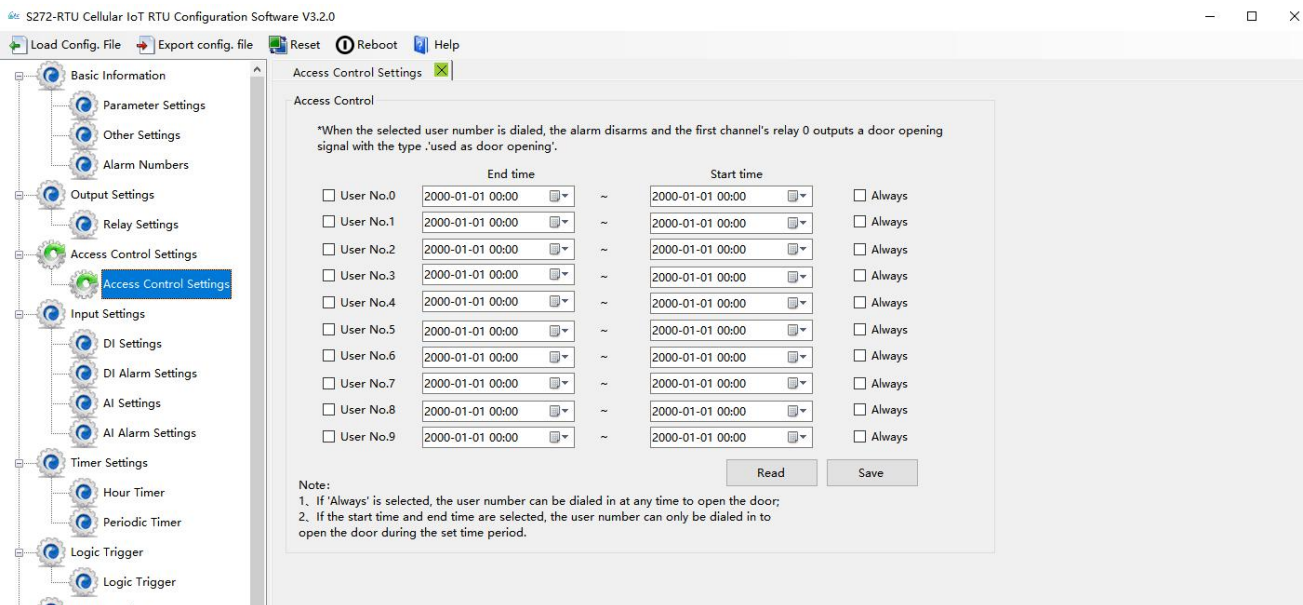 S272-RTU Cellular IoT RTU Configuration Software V3.2.0
Load Config. File Export config. file Reset Reboot Help
Basic Information
Parameter Settings
Other Settings
Alarm Numbers
Output Settings
Relay Settings
Access Control Settings
Access Control Settings
Input Settings
DI Settings
DI Alarm Settings
AI Settings
AI Alarm Settings
Timer Settings
Hour Timer
Periodic Timer
Logic Trigger
Logic Trigger
Access Control Settings
Access Control
*When the selected user number is dialed, the alarm disarms and the first channel's relay 0 outputs a door opening
signal with the type .'used as door opening'.
End time Start time
User No.0 2000-01-01 00:00 ~ 2000-01-01 00:00 Always
User No.1 2000-01-01 00:00 ~ 2000-01-01 00:00 Always
User No.2 2000-01-01 00:00 ~ 2000-01-01 00:00 Always
User No.3 2000-01-01 00:00 ~ 2000-01-01 00:00 Always
User No.4 2000-01-01 00:00 ~ 2000-01-01 00:00 Always
User No.5 2000-01-01 00:00 ~ 2000-01-01 00:00 Always
User No.6 2000-01-01 00:00 ~ 2000-01-01 00:00 Always
User No.7 2000-01-01 00:00 ~ 2000-01-01 00:00 Always
User No.8 2000-01-01 00:00 ~ 2000-01-01 00:00 Always
User No.9 2000-01-01 00:00 ~ 2000-01-01 00:00 Always
Read Save
Note:
1、If 'Always' is selected, the user number can be dialed in at any time to open the door;
2、If the start time and end time are selected, the user number can only be dialed in to
open the door during the set time period.